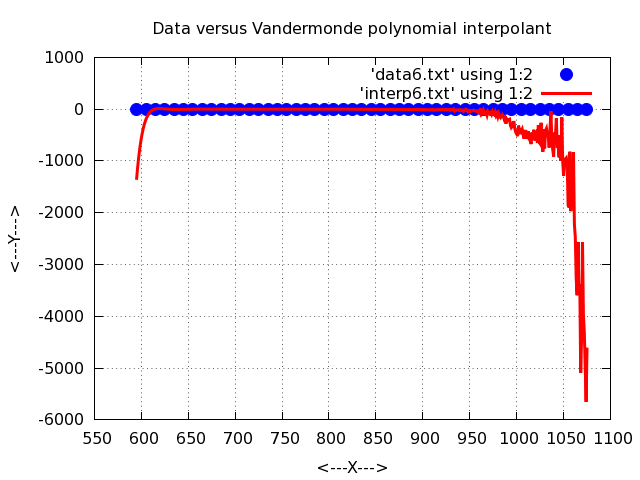 Data versus Vandermonde polynomial interpolant
1000
0
-1000
-2000
-3000
-4000
-5000
-6000
550 600 650 700 750 800 850 900 950 1000 1050 1100
<---Y--->
<---X--->
'data6.txt' using 1:2
'interp6.txt' using 1:2